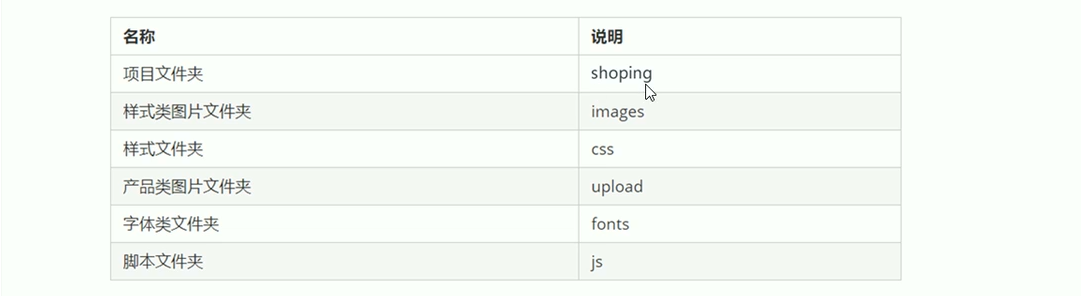 名称 说明
项目文件夹 shoping
样式类图片文件夹 images
样式文件夹 css
产品类图片文件夹 upload
字体类文件夹 fonts
脚本文件夹 js